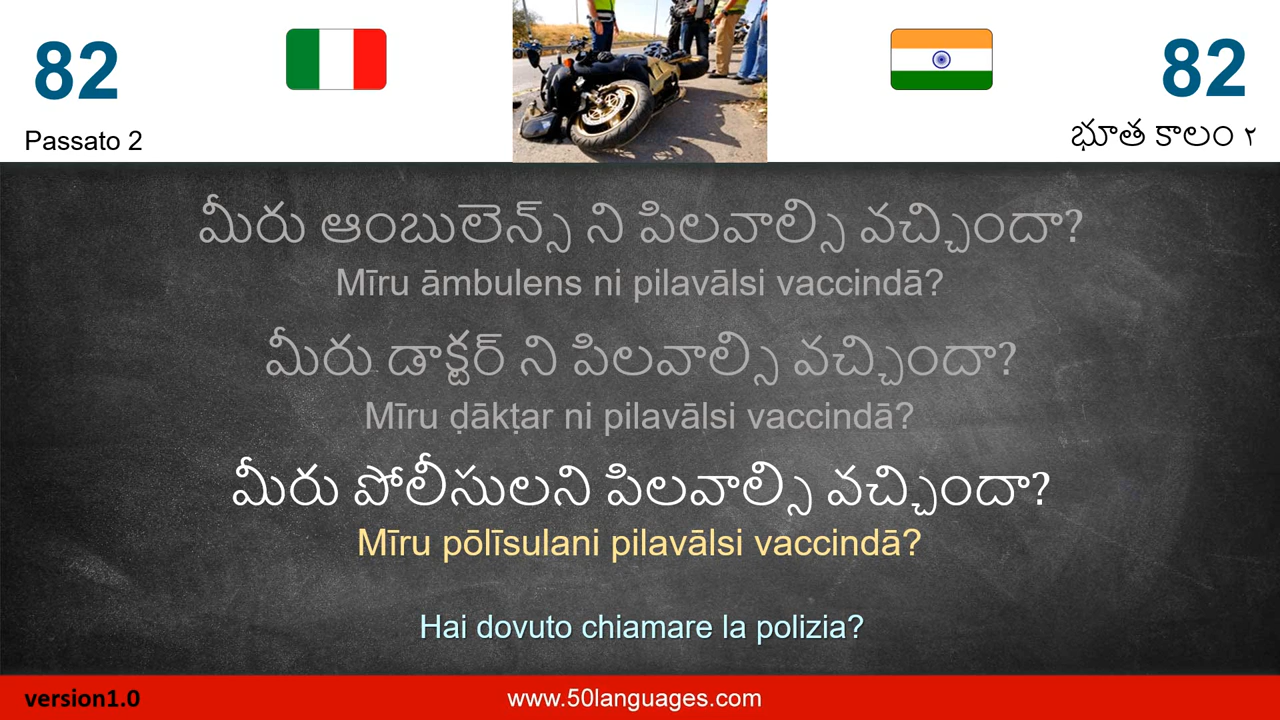 82
82
Passato 2
భూత కాలం ౨
మీరు ఆంబులెన్స్ ని పిలవాల్సి వచ్చిందా?
Mīru āmbulens ni pilavālsi vaccindā?
మీరు డాక్టర్ ని పిలవాల్సి వచ్చిందా?
Mīru ḍākṭar ni pilavālsi vaccindā?
మీరు పోలీసులని పిలవాల్సి వచ్చిందా?
Mīru pōlīsulani pilavālsi vaccindā?
Hai dovuto chiamare la polizia?
version1.0
www.50languages.com